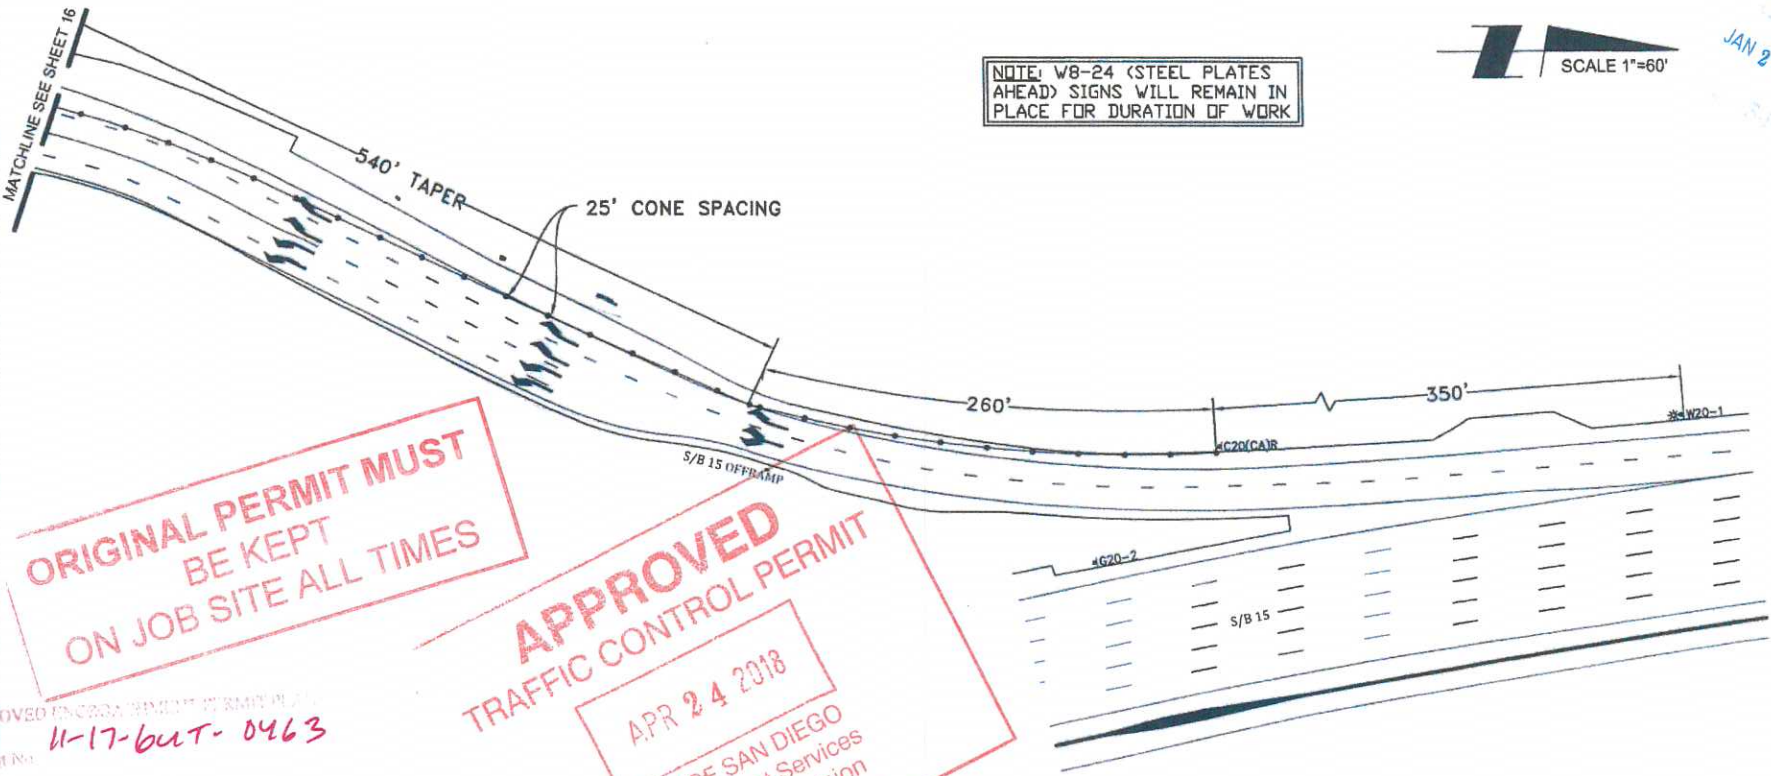 MATCHLINE SEE SHEET 16
NOTE: W8-24 (STEEL PLATES
AHEAD) SIGNS WILL REMAIN IN
PLACE FOR DURATION OF WORK
SCALE 1"=60'
JAN 2
540' TAPER
25' CONE SPACING
260'
350'
C20(CA)R
W20-1
S/B 15 OFFRAMP
G20-2
S/B 15
ORIGINAL PERMIT MUST
BE KEPT
ON JOB SITE ALL TIMES
APPROVED
TRAFFIC CONTROL PERMIT
APR 24 2018
SAN DIEGO
Services
11-17-6UT-0463